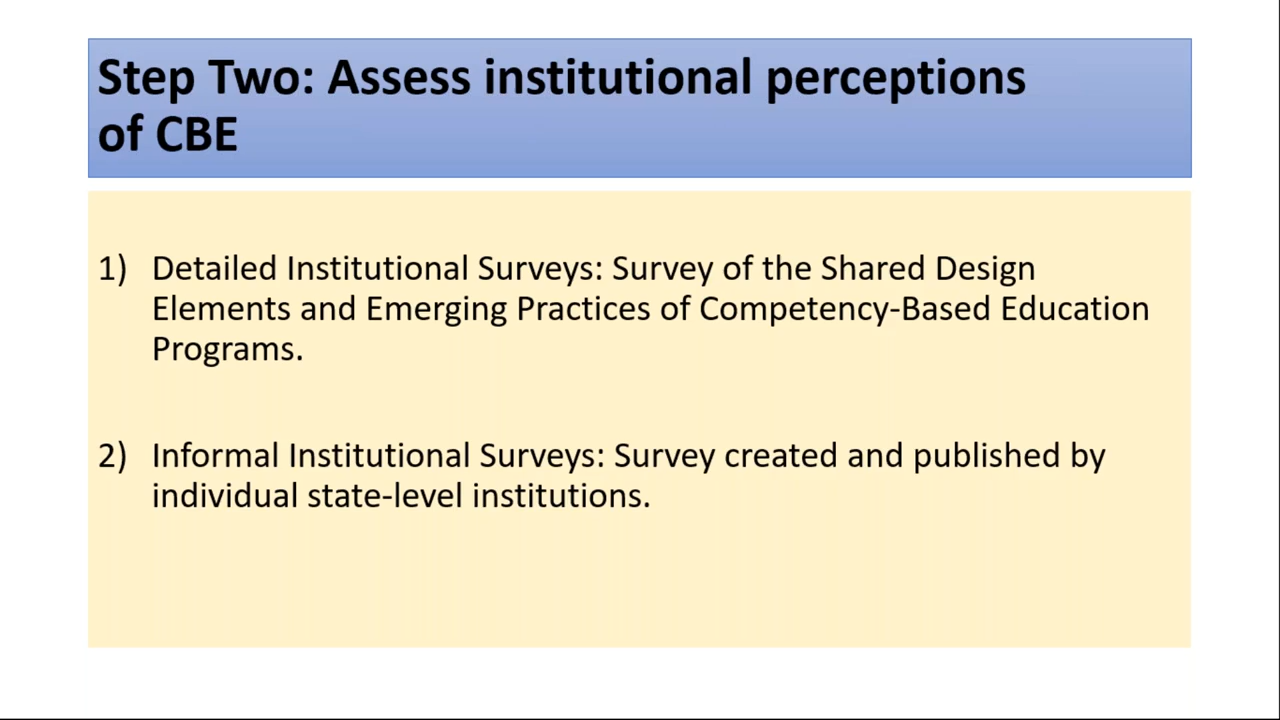 Step Two: Assess institutional perceptions
of CBE
1) Detailed Institutional Surveys: Survey of the Shared Design
Elements and Emerging Practices of Competency-Based Education
Programs.
2) Informal Institutional Surveys: Survey created and published by
individual state-level institutions.